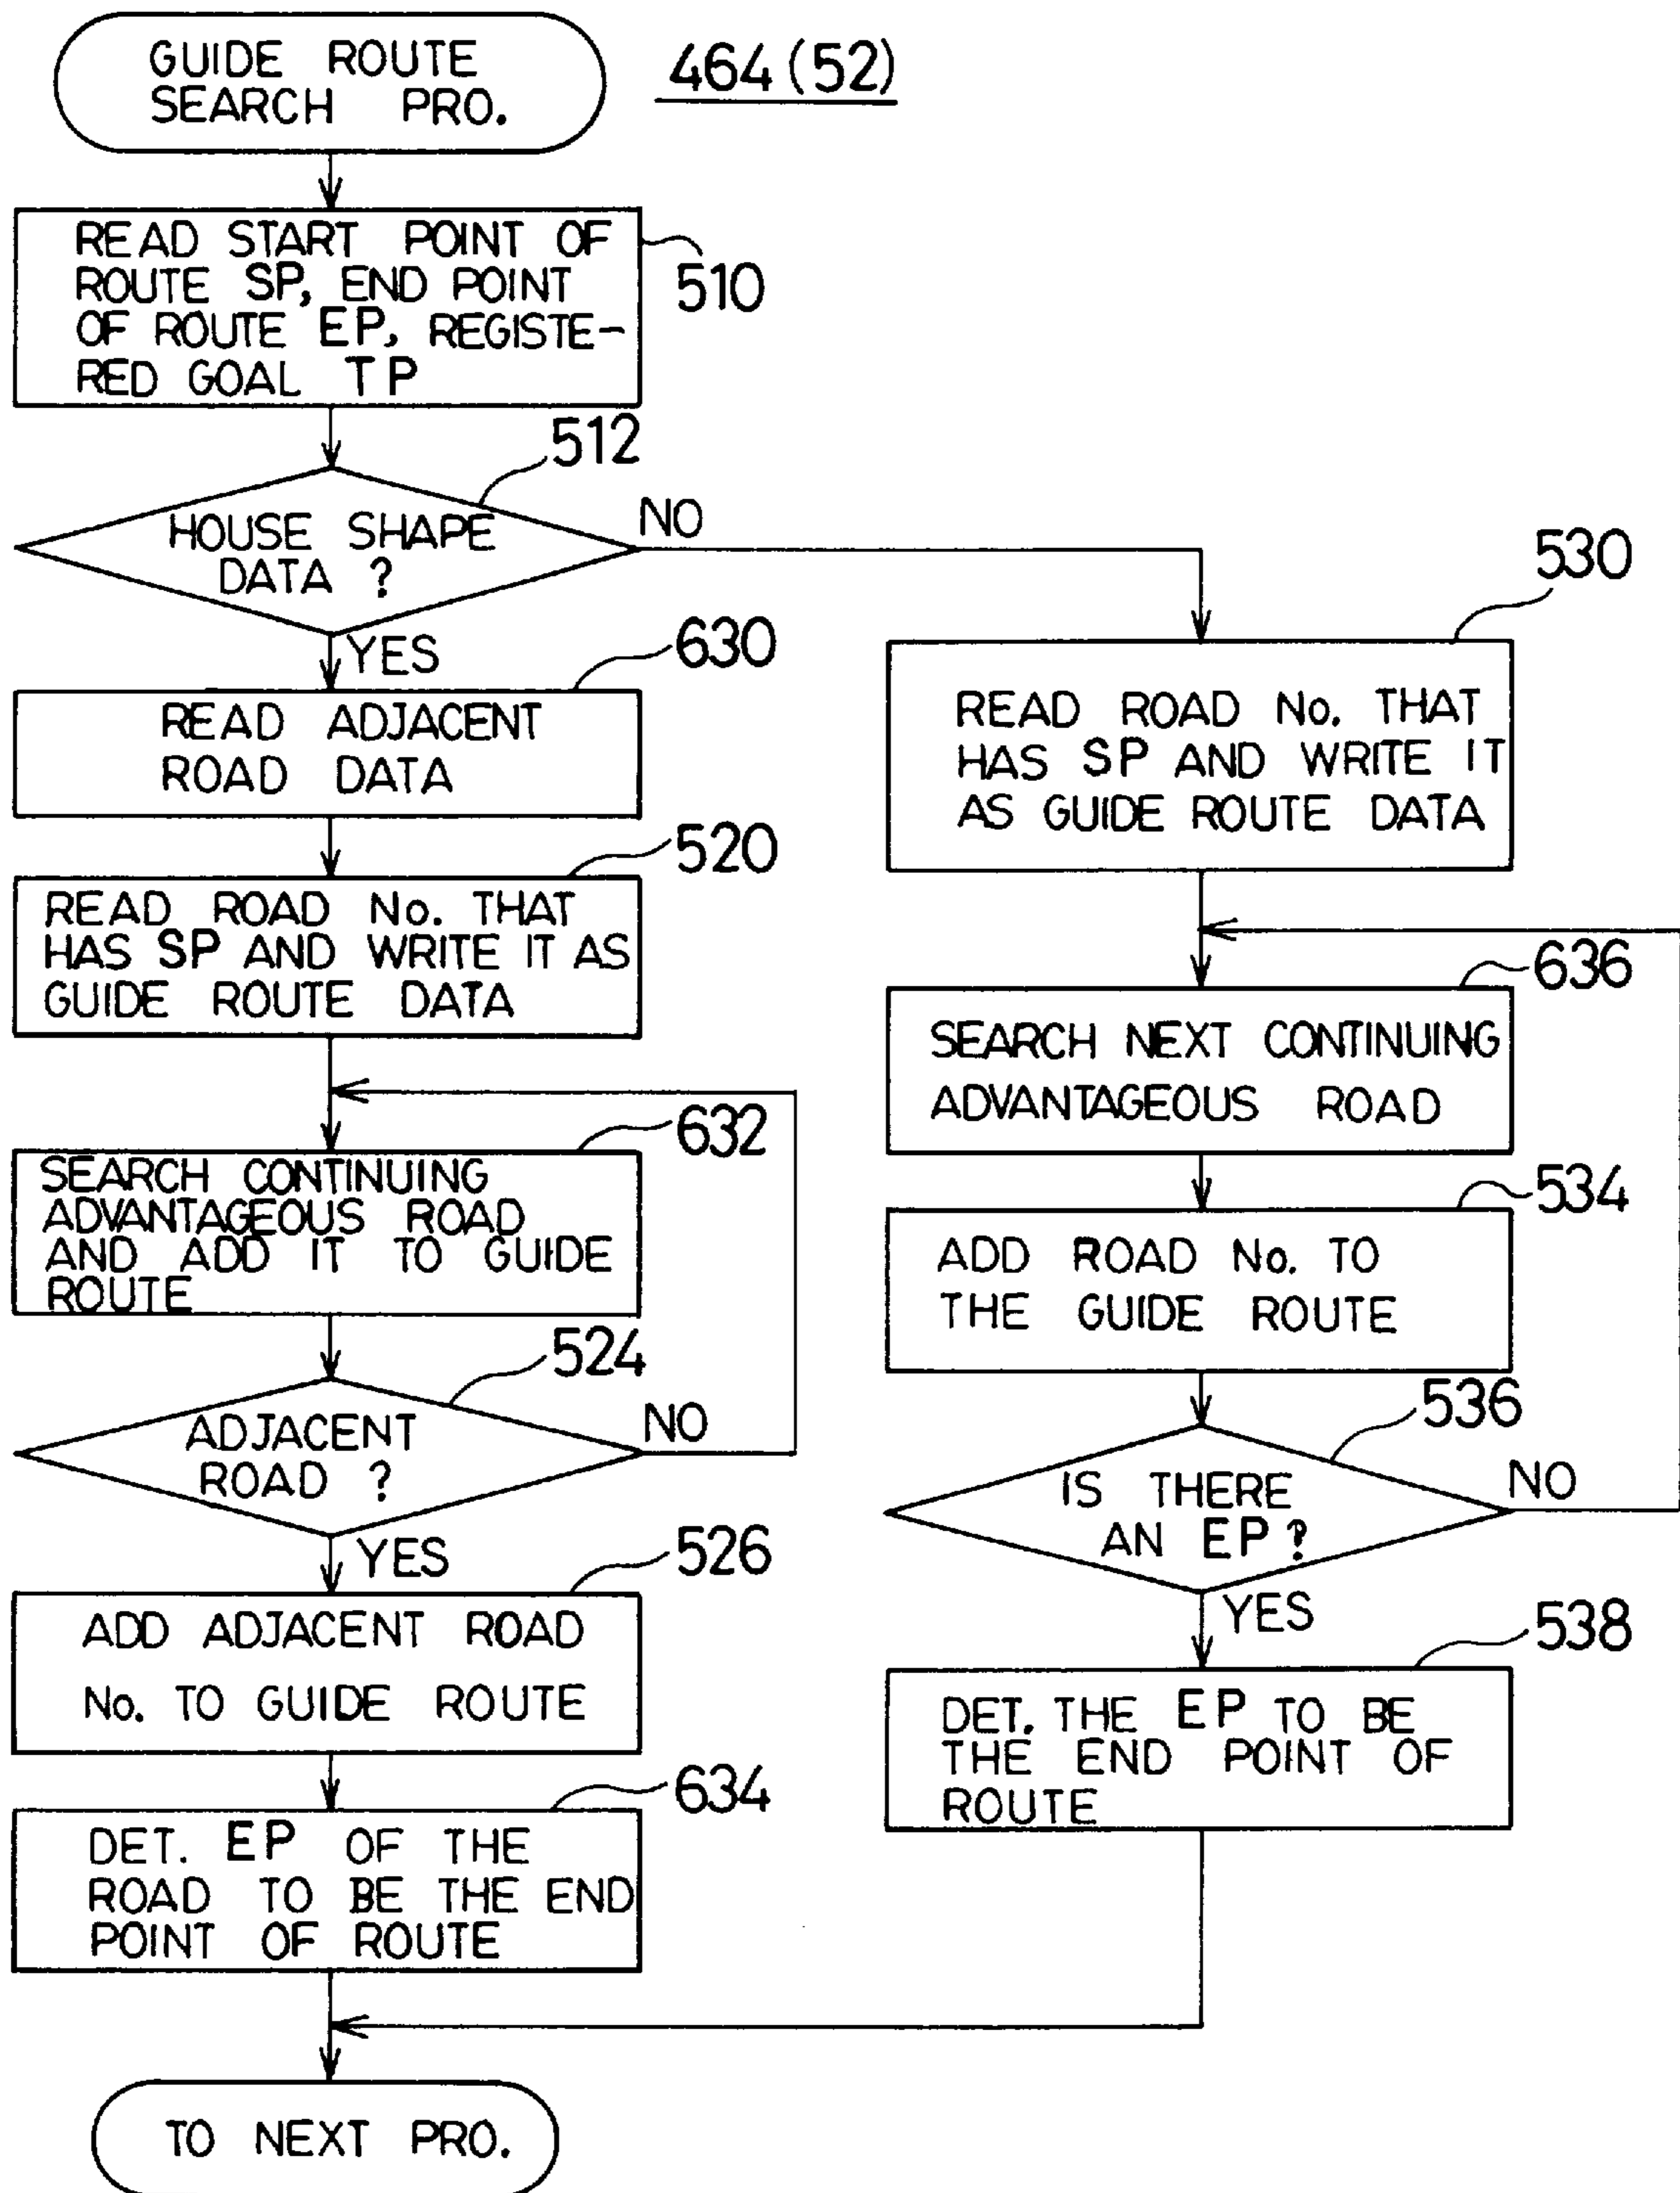 GUIDE ROUTE
SEARCH PRO.
464 (52)
READ START POINT OF
ROUTE SP, END POINT
OF ROUTE EP, REGISTE-
RED GOAL TP
510
512
HOUSE SHAPE
DATA ?
NO
YES
630
READ ADJACENT
ROAD DATA
520
READ ROAD No. THAT
HAS SP AND WRITE IT AS
GUIDE ROUTE DATA
632
SEARCH CONTINUING
ADVANTAGEOUS ROAD
AND ADD IT TO GUIDE
ROUTE
524
ADJACENT
ROAD ?
NO
YES
526
ADD ADJACENT ROAD
No. TO GUIDE ROUTE
634
DET. EP OF THE
ROAD TO BE THE END
POINT OF ROUTE
530
READ ROAD No. THAT
HAS SP AND WRITE IT
AS GUIDE ROUTE DATA
636
SEARCH NEXT CONTINUING
ADVANTAGEOUS ROAD
534
ADD ROAD No. TO
THE GUIDE ROUTE
536
IS THERE
AN EP?
NO
YES
538
DET. THE EP TO BE
THE END POINT OF
ROUTE
TO NEXT PRO.